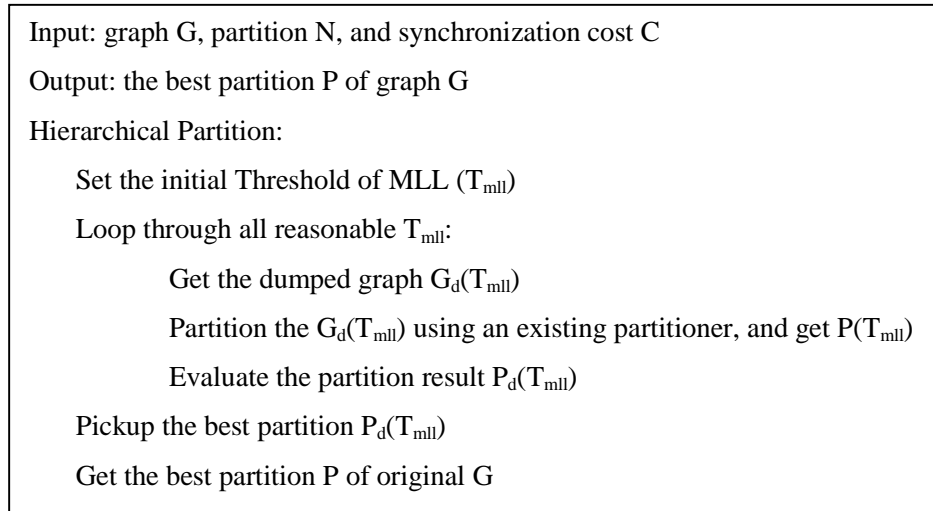 Input: graph G, partition N, and synchronization cost C
Output: the best partition P of graph G
Hierarchical Partition:
Set the initial Threshold of MLL (Tmll)
Loop through all reasonable Tmll:
Get the dumped graph Gd(Tmll)
Partition the Gd(Tmll) using an existing partitioner, and get P(Tmll)
Evaluate the partition result Pd(Tmll)
Pickup the best partition Pd(Tmll)
Get the best partition P of original G